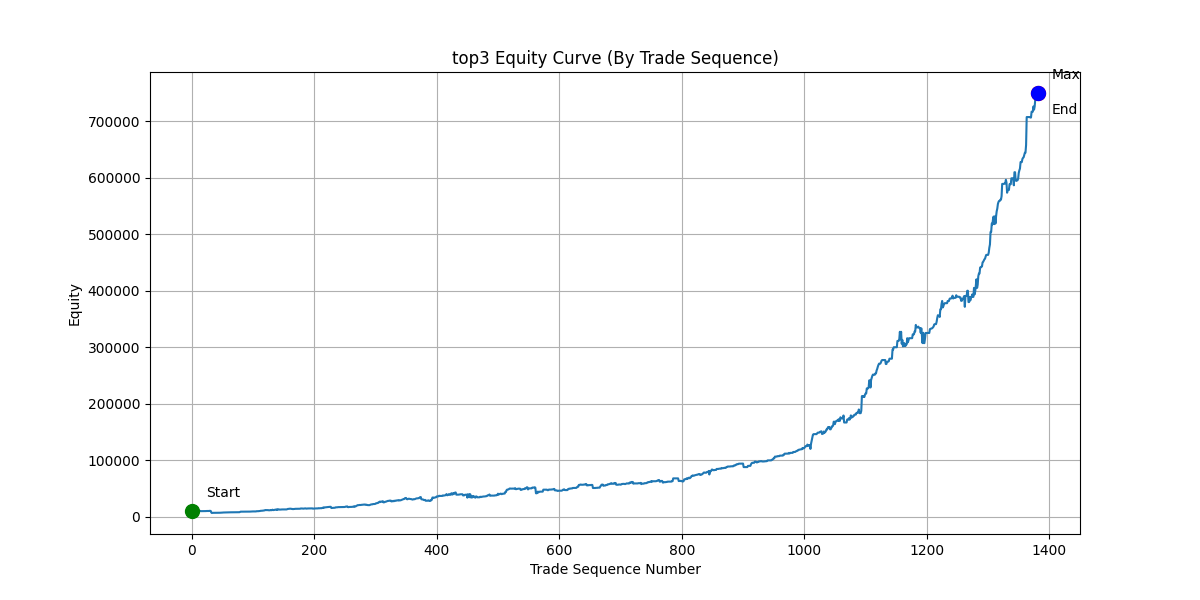 top3 Equity Curve (By Trade Sequence)
Max
End
Start
700000
600000
500000
400000
300000
200000
100000
0
Equity
0 200 400 600 800 1000 1200 1400
Trade Sequence Number